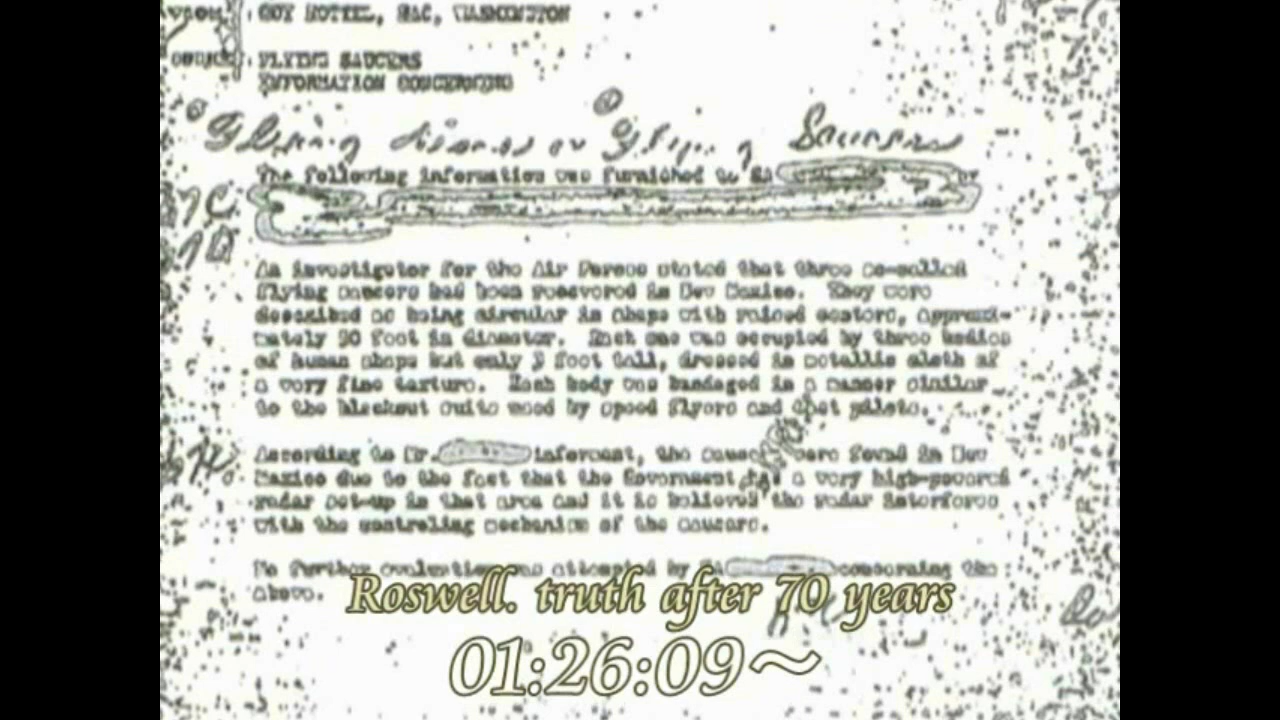 GUY HOTTEL, SAC, WASHINGTON
FLYING SAUCERS
INFORMATION CONCERNING
Flying Discs or Flying Saucers
The following information was furnished to SA
An investigator for the Air Forces stated that three so-called
flying saucers had been recovered in New Mexico. They were
described as being circular in shape with raised centers, approxi-
mately 50 feet in diameter. Each one was occupied by three bodies
of human shape but only 3 feet tall, dressed in metallic cloth of
a very fine texture. Each body was bandaged in a manner similar
to the blackout suits used by speed flyers and test pilots.
According to Mr. informant, the saucers were found in New
Mexico due to the fact that the Government has a very high-powered
radar set-up in that area and it is believed the radar interferes
with the controling mechanism of the saucers.
No further evaluation was attempted by SA concerning the
above.
Roswell. truth after 70 years
01:26:09～